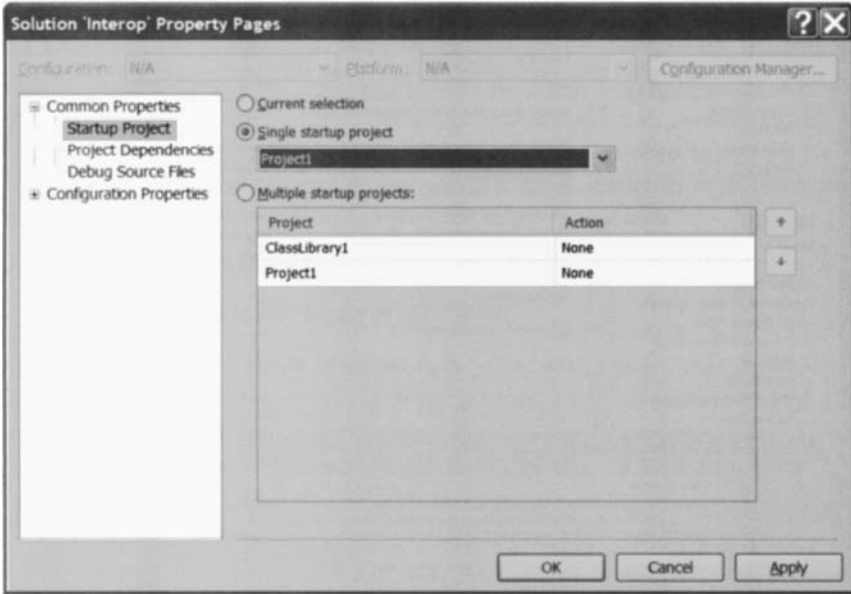 Solution 'Interop' Property Pages
Configuration: N/A Platform: N/A Configuration Manager...
Common Properties
Startup Project
Project Dependencies
Debug Source Files
Configuration Properties
Current selection
Single startup project
Project1
Multiple startup projects:
Project Action
ClassLibrary1 None
Project1 None
OK Cancel Apply